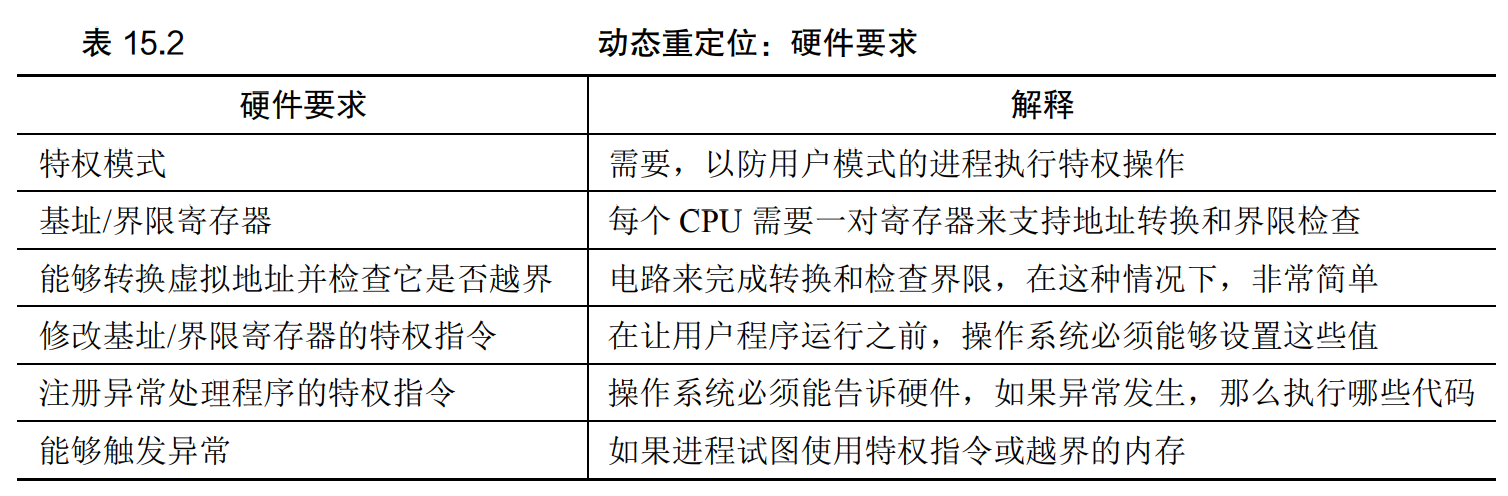 表 15.2 动态重定位：硬件要求
硬件要求 解释
特权模式 需要，以防用户模式的进程执行特权操作
基址/界限寄存器 每个 CPU 需要一对寄存器来支持地址转换和界限检查
能够转换虚拟地址并检查它是否越界 电路来完成转换和检查界限，在这种情况下，非常简单
修改基址/界限寄存器的特权指令 在让用户程序运行之前，操作系统必须能够设置这些值
注册异常处理程序的特权指令 操作系统必须能告诉硬件，如果异常发生，那么执行哪些代码
能够触发异常 如果进程试图使用特权指令或越界的内存